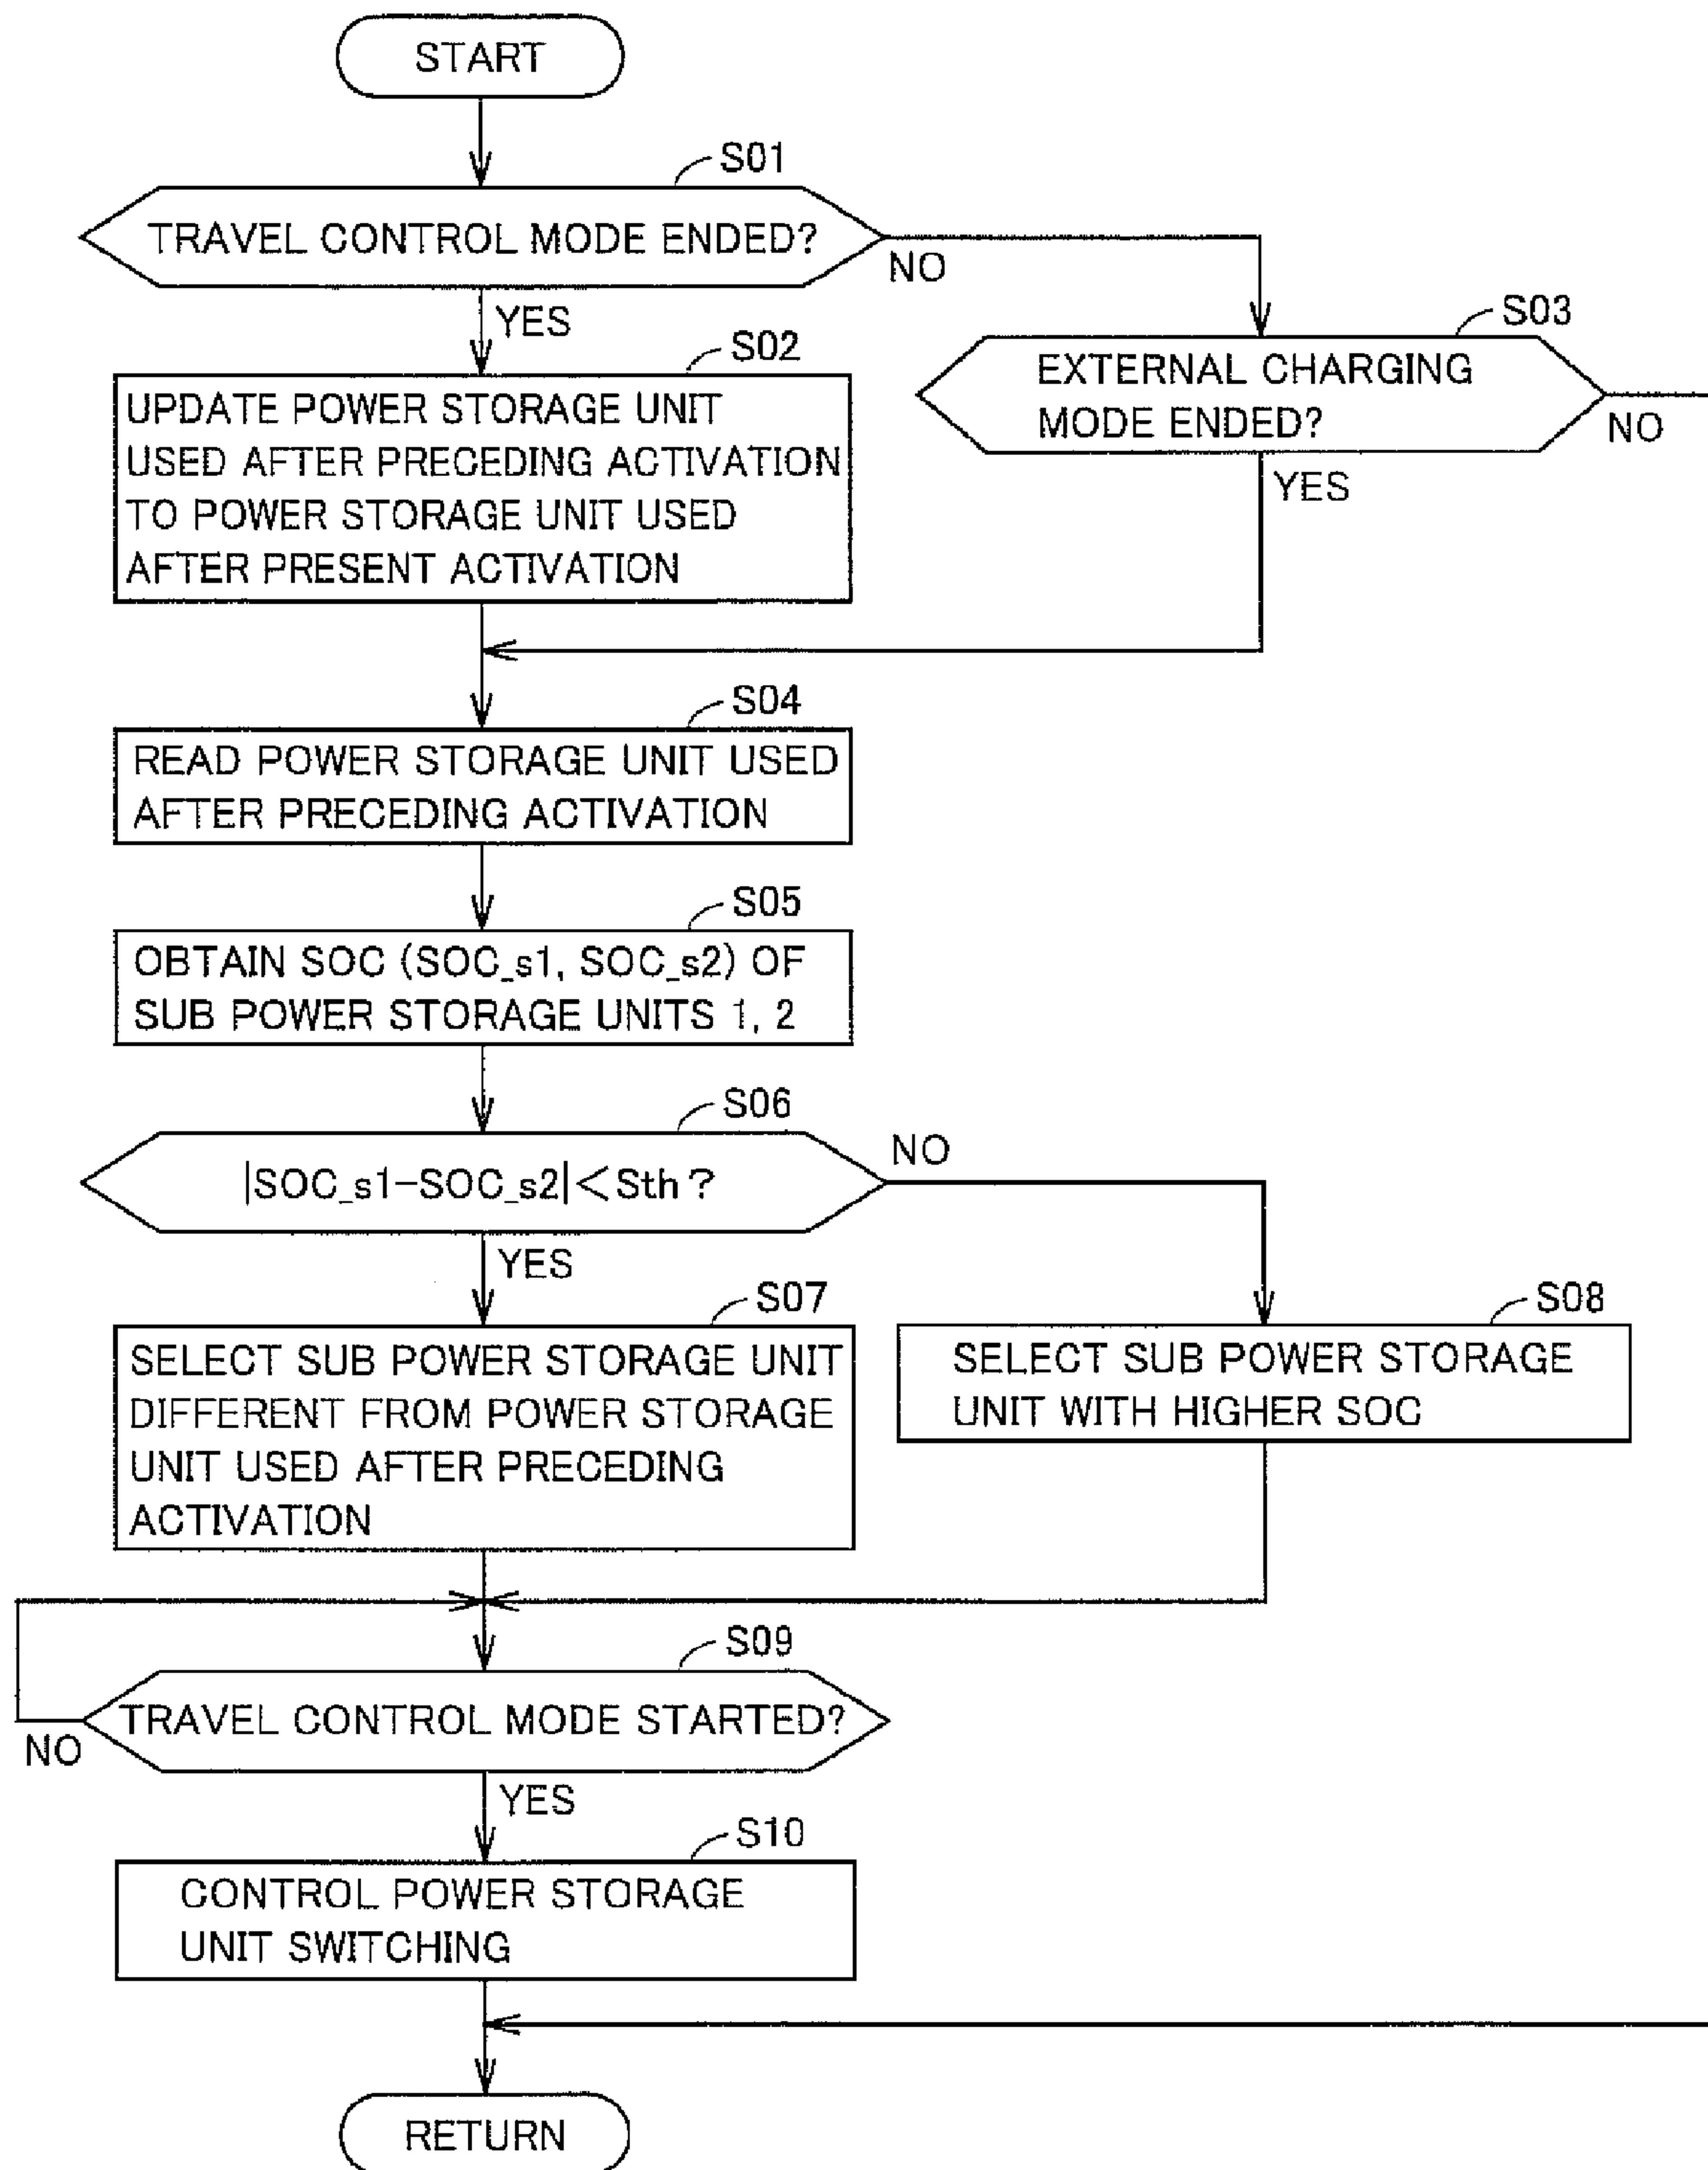 START
S01
TRAVEL CONTROL MODE ENDED?
NO
YES
S03
EXTERNAL CHARGING
MODE ENDED?
NO
YES
S02
UPDATE POWER STORAGE UNIT
USED AFTER PRECEDING ACTIVATION
TO POWER STORAGE UNIT USED
AFTER PRESENT ACTIVATION
S04
READ POWER STORAGE UNIT USED
AFTER PRECEDING ACTIVATION
S05
OBTAIN SOC (SOC_s1, SOC_s2) OF
SUB POWER STORAGE UNITS 1, 2
S06
|SOC_s1-SOC_s2|<Sth ?
NO
YES
S07
SELECT SUB POWER STORAGE UNIT
DIFFERENT FROM POWER STORAGE
UNIT USED AFTER PRECEDING
ACTIVATION
S08
SELECT SUB POWER STORAGE
UNIT WITH HIGHER SOC
S09
TRAVEL CONTROL MODE STARTED?
NO
YES
S10
CONTROL POWER STORAGE
UNIT SWITCHING
RETURN